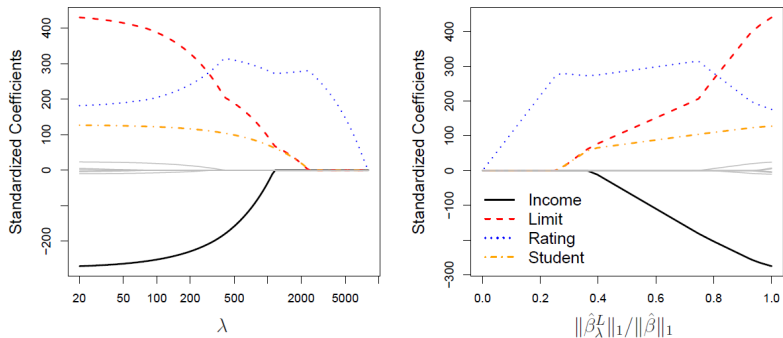 Standardized Coefficients
400
300
200
100
0
−200
20 50 100 200 500 2000 5000
λ
Standardized Coefficients
400
300
200
100
0
−100
−300
0.0 0.2 0.4 0.6 0.8 1.0
‖β̂λL‖1/‖β̂‖1
Income
Limit
Rating
Student